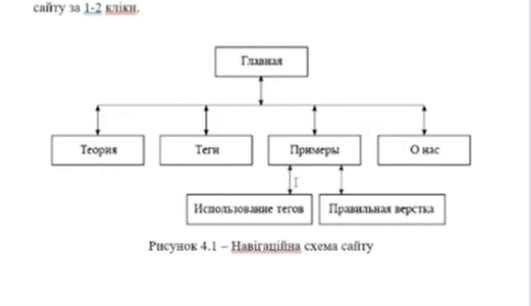 сайту за 1-2 кліки.
Главная
Теория
Теги
Примеры
О нас
Использование тегов
Правильная верстка
Рисунок 4.1 – Навігаційна схема сайту